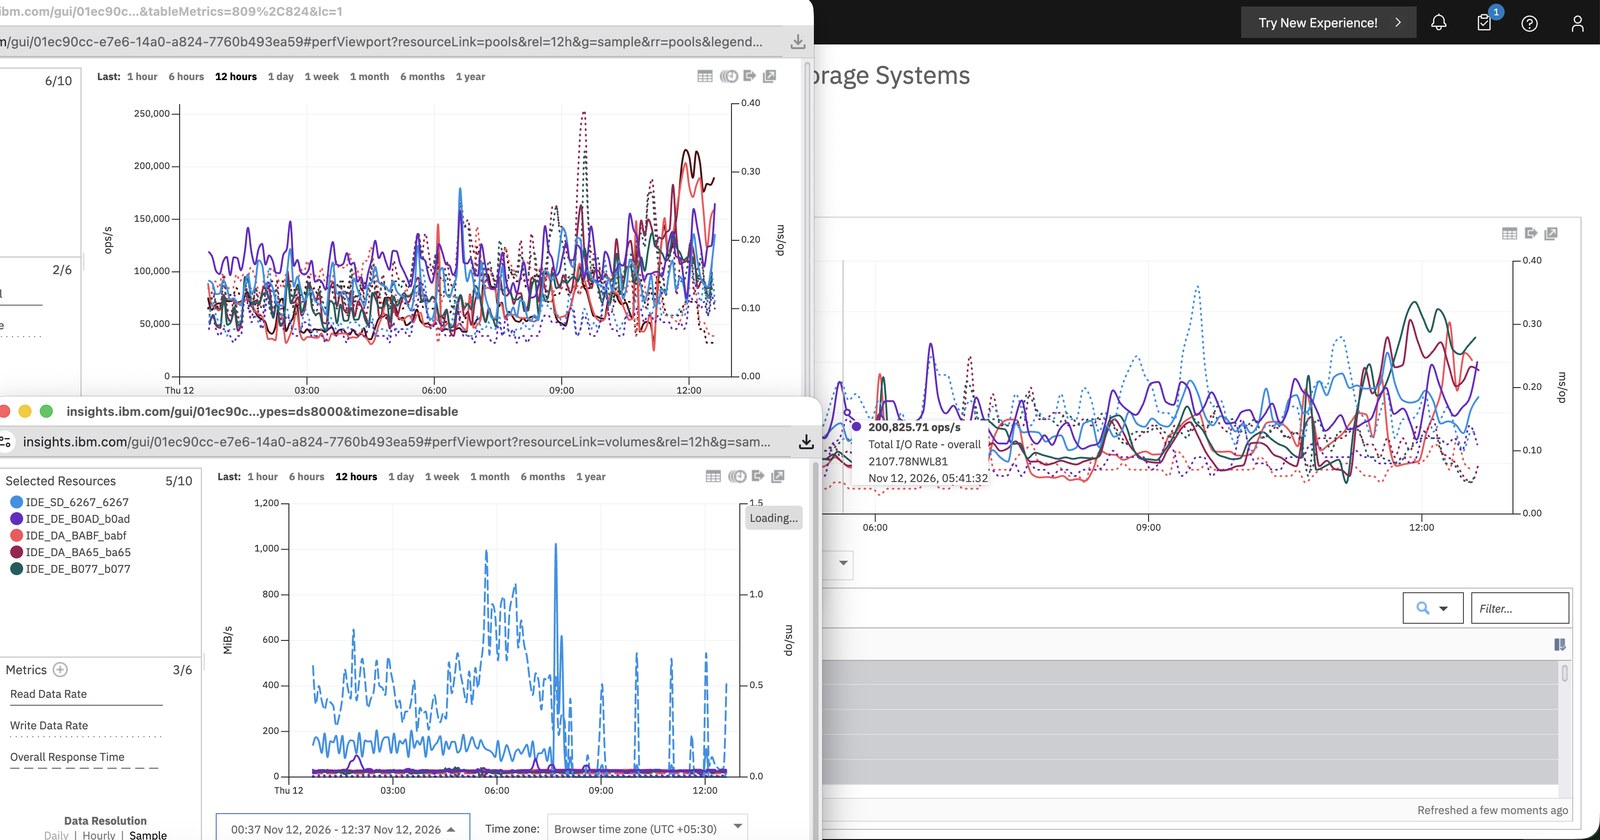 ibm.com/gui/01ec90c...&tableMetrics=809%2C824&lc=1
/gui/01ec90cc-e7e6-14a0-a824-7760b493ea59#perfViewport?resourceLink=pools&rel=12h&g=sample&rr=pools&legend...
6/10
2/6
Last: 1 hour 6 hours 12 hours 1 day 1 week 1 month 6 months 1 year
250,000
200,000
150,000
100,000
50,000
0
ops/s
0.40
0.30
0.20
0.10
0.00
ms/op
Thu 12 03:00 06:00 09:00 12:00
Try New Experience!
1
orage Systems
0.40
0.30
0.20
0.10
0.00
ms/op
200,825.71 ops/s
Total I/O Rate - overall
2107.78NWL81
Nov 12, 2026, 05:41:32
06:00 09:00 12:00
Filter...
Refreshed a few moments ago
insights.ibm.com/gui/01ec90c...ypes=ds8000&timezone=disable
insights.ibm.com/gui/01ec90cc-e7e6-14a0-a824-7760b493ea59#perfViewport?resourceLink=volumes&rel=12h&g=sam...
Selected Resources 5/10
IDE_SD_6267_6267
IDE_DE_B0AD_b0ad
IDE_DA_BABF_babf
IDE_DA_BA65_ba65
IDE_DE_B077_b077
Metrics 3/6
Read Data Rate
Write Data Rate
Overall Response Time
Data Resolution
Daily | Hourly | Sample
Last: 1 hour 6 hours 12 hours 1 day 1 week 1 month 6 months 1 year
1,200
1,000
800
600
400
200
0
MiB/s
1.5
1.0
0.5
0.0
ms/op
Loading...
Thu 12 03:00 06:00 09:00 12:00
00:37 Nov 12, 2026 - 12:37 Nov 12, 2026
Time zone: Browser time zone (UTC +05:30)